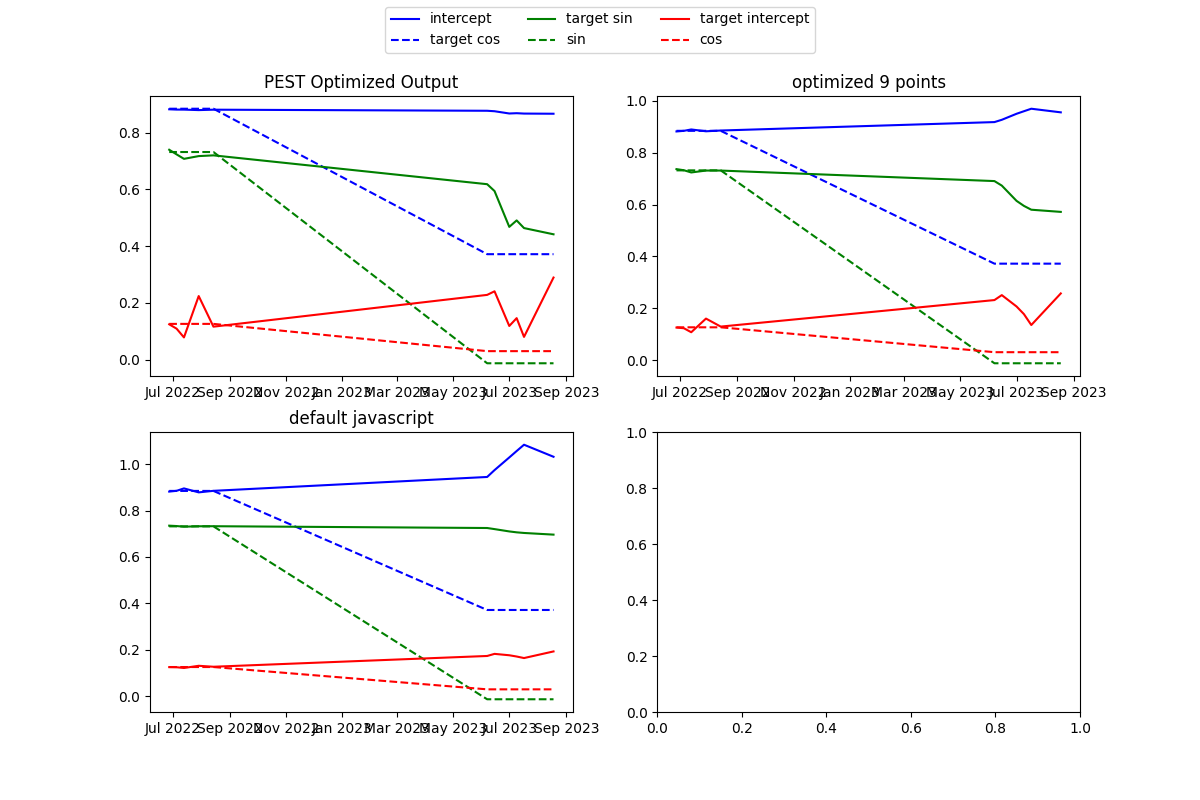 intercept target sin target intercept
target cos sin cos
PEST Optimized Output
0.8
0.6
0.4
0.2
0.0
Jul 2022 Sep 2022 Nov 2022 Jan 2023 Mar 2023 May 2023 Jul 2023 Sep 2023
optimized 9 points
1.0
0.8
0.6
0.4
0.2
0.0
Jul 2022 Sep 2022 Nov 2022 Jan 2023 Mar 2023 May 2023 Jul 2023 Sep 2023
default javascript
1.0
0.8
0.6
0.4
0.2
0.0
Jul 2022 Sep 2022 Nov 2022 Jan 2023 Mar 2023 May 2023 Jul 2023 Sep 2023
1.0
0.8
0.6
0.4
0.2
0.0
0.0 0.2 0.4 0.6 0.8 1.0